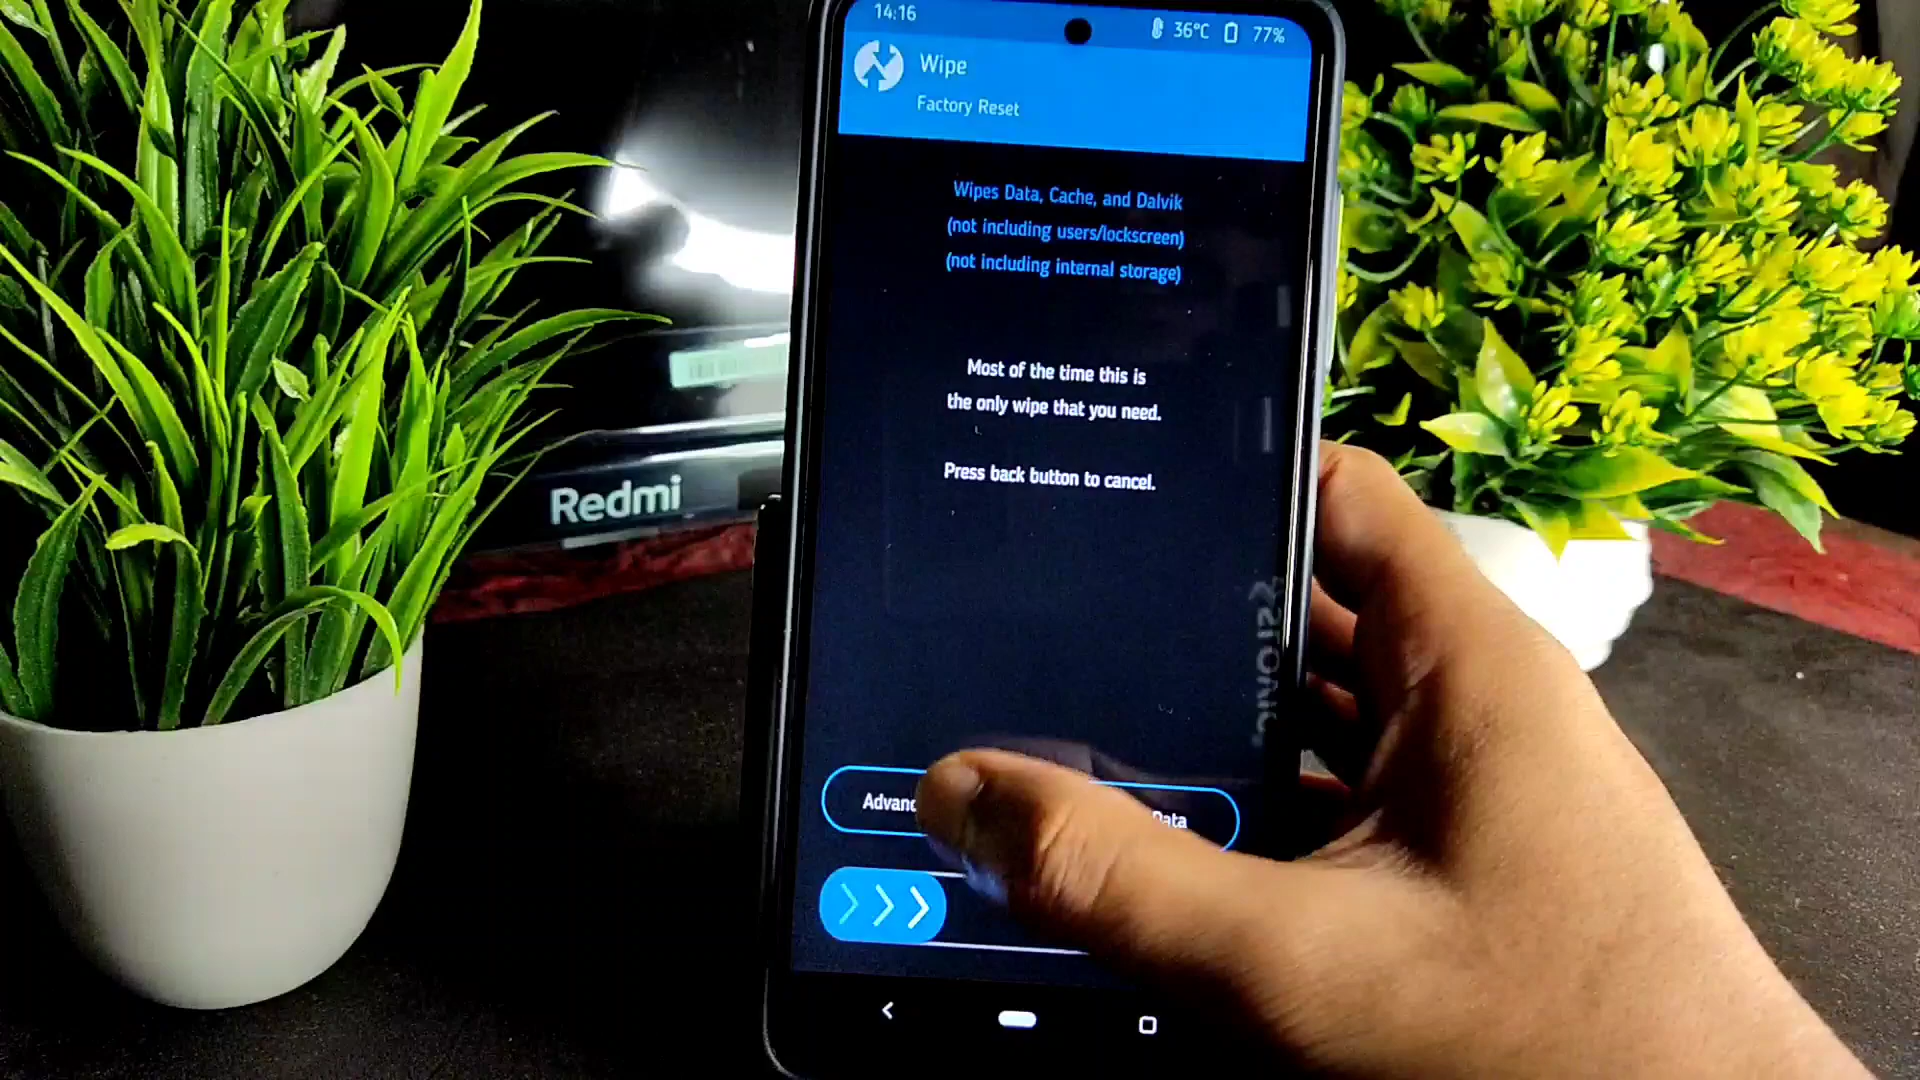 14:16
36°C
77%
Wipe
Factory Reset
Wipes Data, Cache, and Dalvik
(not including users/lockscreen)
(not including internal storage)
Most of the time this is
the only wipe that you need.
Press back button to cancel.
Redmi
Data